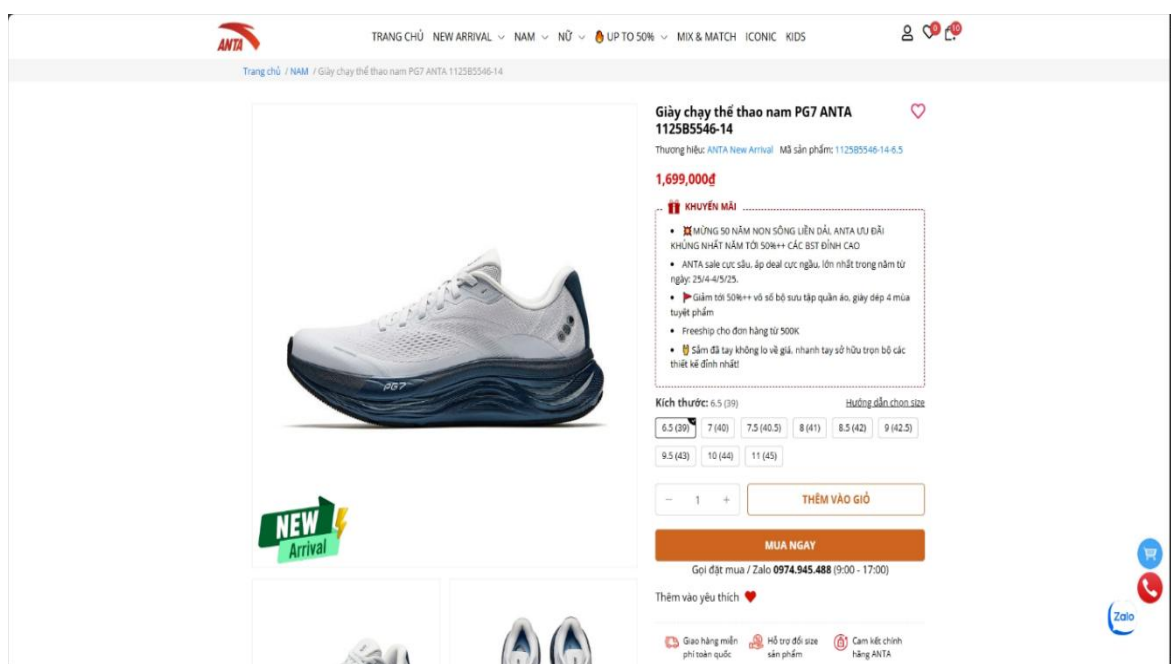 ANTA
TRANG CHỦ NEW ARRIVAL NAM NỮ UP TO 50% MIX & MATCH ICONIC KIDS
0 10
Trang chủ / NAM / Giày chạy thể thao nam PG7 ANTA 1125B5546-14
Giày chạy thể thao nam PG7 ANTA
1125B5546-14
Thương hiệu: ANTA New Arrival Mã sản phẩm: 1125B5546-14-6.5
1,699,000₫
KHUYẾN MÃI
• 💥MỪNG 50 NĂM NON SÔNG LIỀN DẢI, ANTA ƯU ĐÃI
KHỦNG NHẤT NĂM TỚI 50%++ CÁC BST ĐỈNH CAO
• ANTA sale cực sâu, áp deal cực ngầu, lớn nhất trong năm từ
ngày: 25/4-4/5/25.
• 🚩Giảm tới 50%++ vô số bộ sưu tập quần áo, giày dép 4 mùa
tuyệt phẩm
• Freeship cho đơn hàng từ 500K
• Sắm đã tay không lo về giá, nhanh tay sở hữu trọn bộ các
thiết kế đỉnh nhất!
Kích thước: 6.5 (39) Hướng dẫn chọn size
6.5 (39) 7 (40) 7.5 (40.5) 8 (41) 8.5 (42) 9 (42.5)
9.5 (43) 10 (44) 11 (45)
− 1 + THÊM VÀO GIỎ
MUA NGAY
Gọi đặt mua / Zalo 0974.945.488 (9:00 - 17:00)
Thêm vào yêu thích
Giao hàng miễn
phí toàn quốc
Hỗ trợ đổi size
sản phẩm
Cam kết chính
hãng ANTA
PG7
NEW
Arrival
Zalo